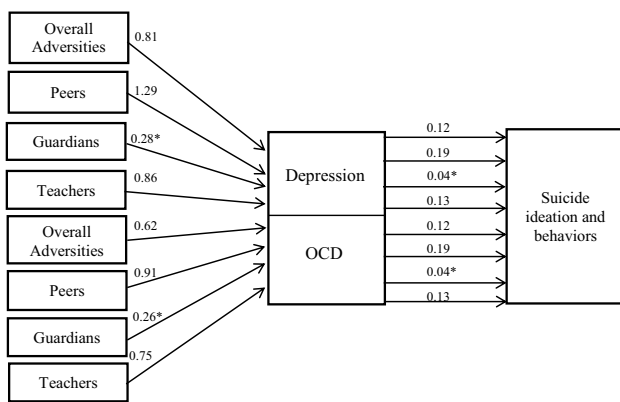 Overall
Adversities
0.81
Peers
1.29
Guardians
0.28*
Teachers
0.86
Overall
Adversities
0.62
Peers
0.91
Guardians
0.26*
Teachers
0.75
Depression
OCD
0.12
0.19
0.04*
0.13
0.12
0.19
0.04*
0.13
Suicide
ideation and
behaviors